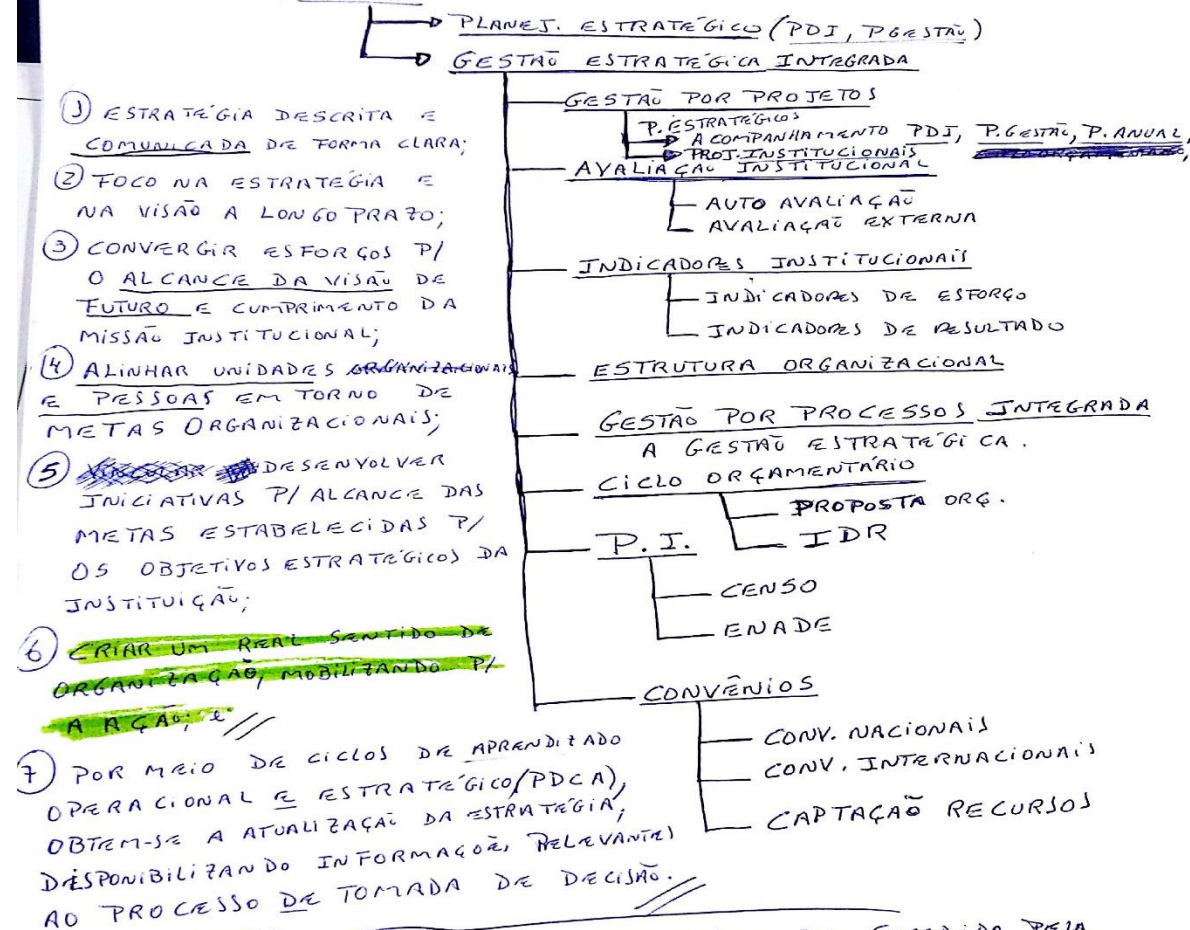 PLANEJ. ESTRATÉGICO (PDI, PGESTÃO)
GESTÃO ESTRATÉGICA INTEGRADA
① ESTRATÉGIA DESCRITA E
COMUNICADA DE FORMA CLARA;
② FOCO NA ESTRATÉGIA E
NA VISÃO A LONGO PRAZO;
③ CONVERGIR ESFORÇOS P/
O ALCANCE DA VISÃO DE
FUTURO E CUMPRIMENTO DA
MISSÃO INSTITUCIONAL;
④ ALINHAR UNIDADES ORGANIZACIONAIS
E PESSOAS EM TORNO DE
METAS ORGANIZACIONAIS;
⑤ DESENVOLVER
INICIATIVAS P/ ALCANCE DAS
METAS ESTABELECIDAS P/
OS OBJETIVOS ESTRATÉGICOS DA
INSTITUIÇÃO;
⑥ CRIAR UM REAL SENTIDO DE
ORGANIZAÇÃO, MOBILIZANDO P/
A AÇÃO; e //
⑦ POR MEIO DE CICLOS DE APRENDIZADO
OPERACIONAL E ESTRATÉGICO (PDCA),
OBTEM-SE A ATUALIZAÇÃO DA ESTRATÉGIA,
DISPONIBILIZANDO INFORMAÇÕES RELEVANTES
AO PROCESSO DE TOMADA DE DECISÃO. //
GESTÃO POR PROJETOS
P. ESTRATÉGICOS
ACOMPANHAMENTO PDI, P.GESTÃO, P. ANUAL,
PROJ. INSTITUCIONAIS
AVALIAÇÃO INSTITUCIONAL
AUTO AVALIAÇÃO
AVALIAÇÃO EXTERNA
INDICADORES INSTITUCIONAIS
INDICADORES DE ESFORÇO
INDICADORES DE RESULTADO
ESTRUTURA ORGANIZACIONAL
GESTÃO POR PROCESSOS INTEGRADA
A GESTÃO ESTRATÉGICA.
CICLO ORÇAMENTÁRIO
PROPOSTA ORÇ.
IDR
P. I.
CENSO
ENADE
CONVÊNIOS
CONV. NACIONAIS
CONV. INTERNACIONAIS
CAPTAÇÃO RECURSOS
PELA